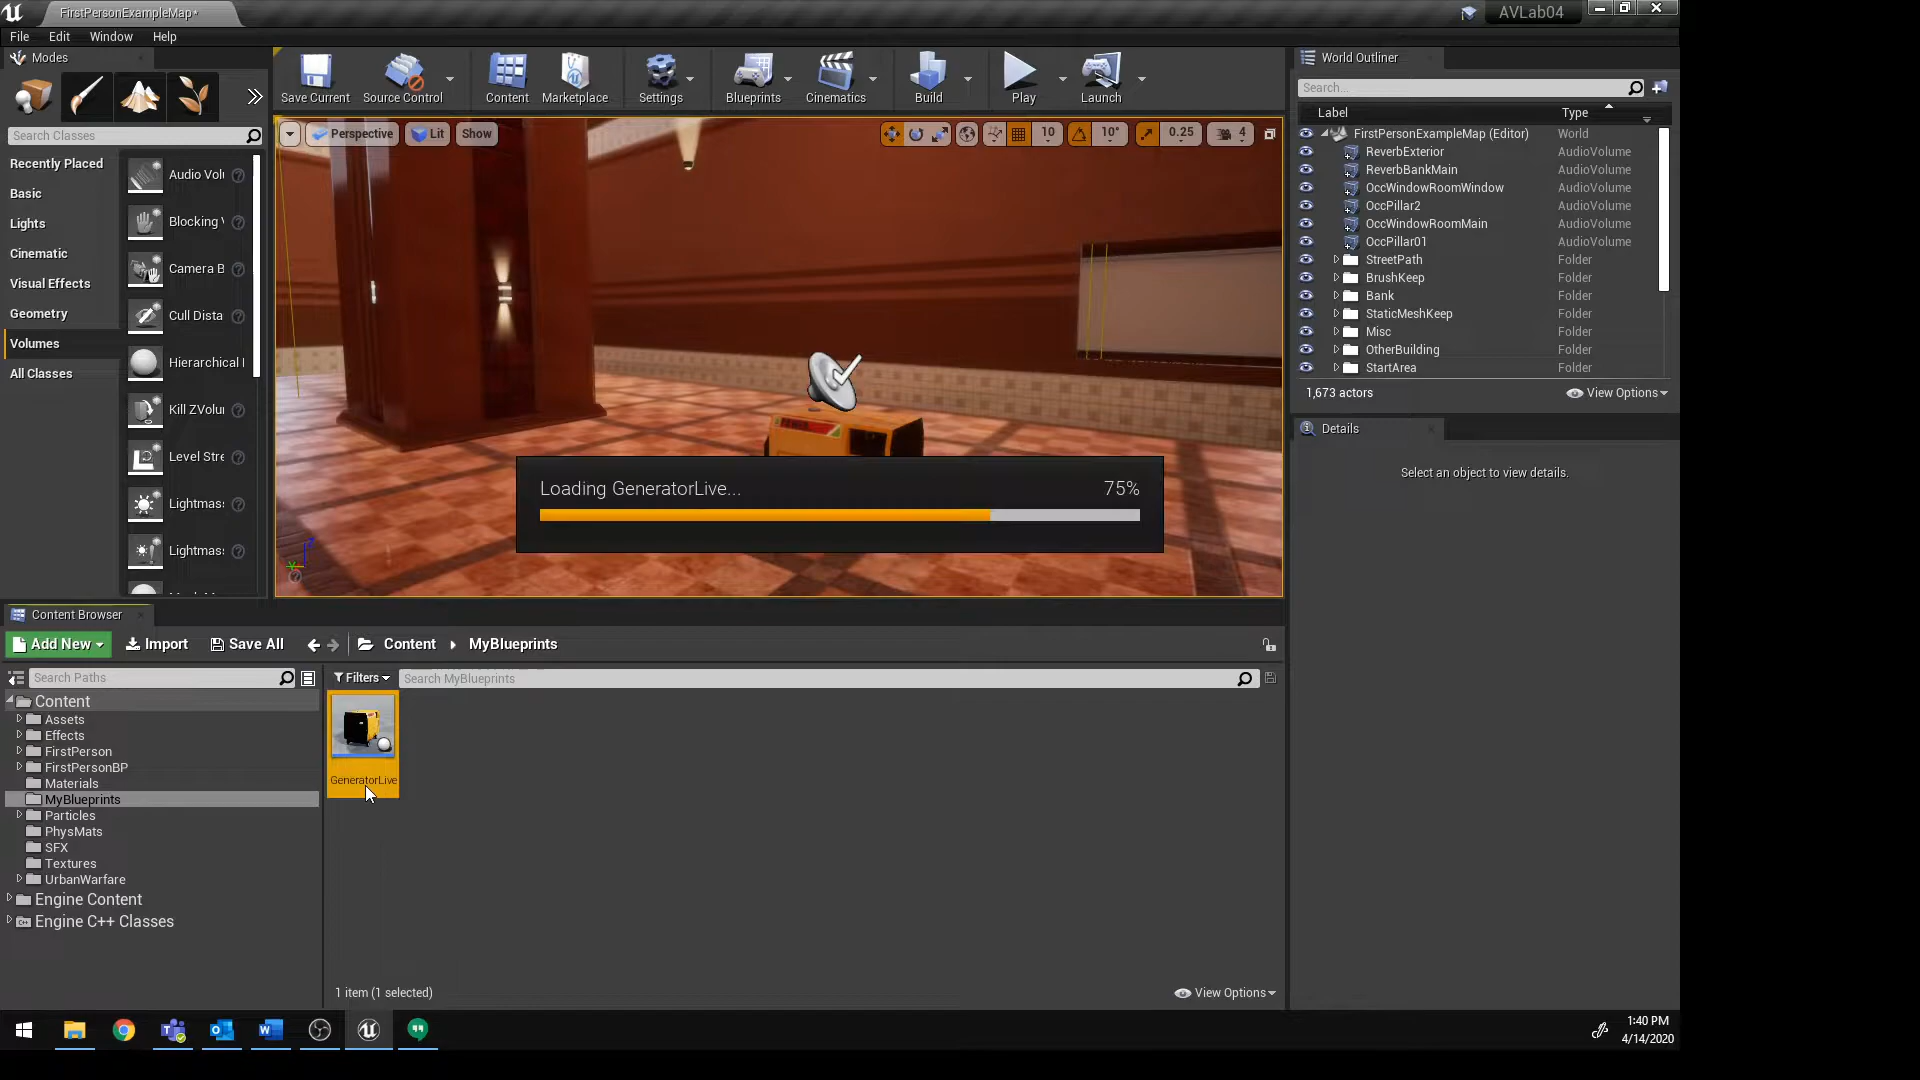 FirstPersonExampleMap*
AVLab04
File Edit Window Help
Modes
Save Current
Source Control
Content
Marketplace
Settings
Blueprints
Cinematics
Build
Play
Launch
World Outliner
Search...
Label Type
Search Classes
Perspective Lit Show
10 10° 0.25 4
Recently Placed
Basic
Lights
Cinematic
Visual Effects
Geometry
Volumes
All Classes
Audio Volu
Blocking V
Camera B
Cull Dista
Hierarchical I
Kill ZVolu
Level Stre
Lightmass
Lightmass
FirstPersonExampleMap (Editor) World
ReverbExterior AudioVolume
ReverbBankMain AudioVolume
OccWindowRoomWindow AudioVolume
OccPillar2 AudioVolume
OccWindowRoomMain AudioVolume
OccPillar01 AudioVolume
StreetPath Folder
BrushKeep Folder
Bank Folder
StaticMeshKeep Folder
Misc Folder
OtherBuilding Folder
StartArea Folder
1,673 actors
View Options
Details
Select an object to view details.
Loading GeneratorLive... 75%
Content Browser
Add New Import Save All Content MyBlueprints
Search Paths
Filters
Search MyBlueprints
Content
Assets
Effects
FirstPerson
FirstPersonBP
Materials
MyBlueprints
Particles
PhysMats
SFX
Textures
UrbanWarfare
Engine Content
Engine C++ Classes
GeneratorLive
1 item (1 selected)
View Options
1:40 PM
4/14/2020